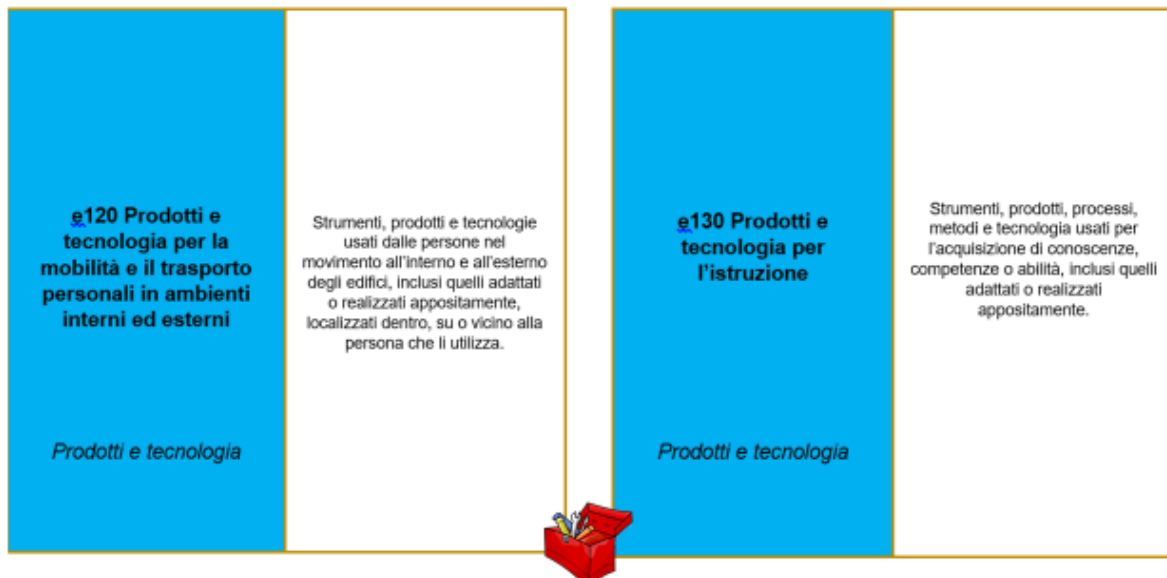 e120 Prodotti e
tecnologia per la
mobilità e il trasporto
personali in ambienti
interni ed esterni
Prodotti e tecnologia
Strumenti, prodotti e tecnologie
usati dalle persone nel
movimento all'interno e all'esterno
degli edifici, inclusi quelli adattati
o realizzati appositamente,
localizzati dentro, su o vicino alla
persona che li utilizza.
e130 Prodotti e
tecnologia per
l'istruzione
Prodotti e tecnologia
Strumenti, prodotti, processi,
metodi e tecnologia usati per
l'acquisizione di conoscenze,
competenze o abilità, inclusi quelli
adattati o realizzati
appositamente.